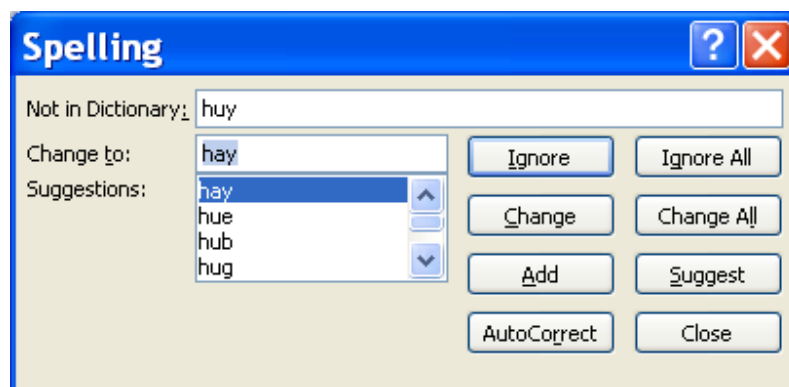 Spelling
Not in Dictionary: huy
Change to: hay Ignore Ignore All
Suggestions: hay
hue Change Change All
hub
hug Add Suggest
AutoCorrect Close